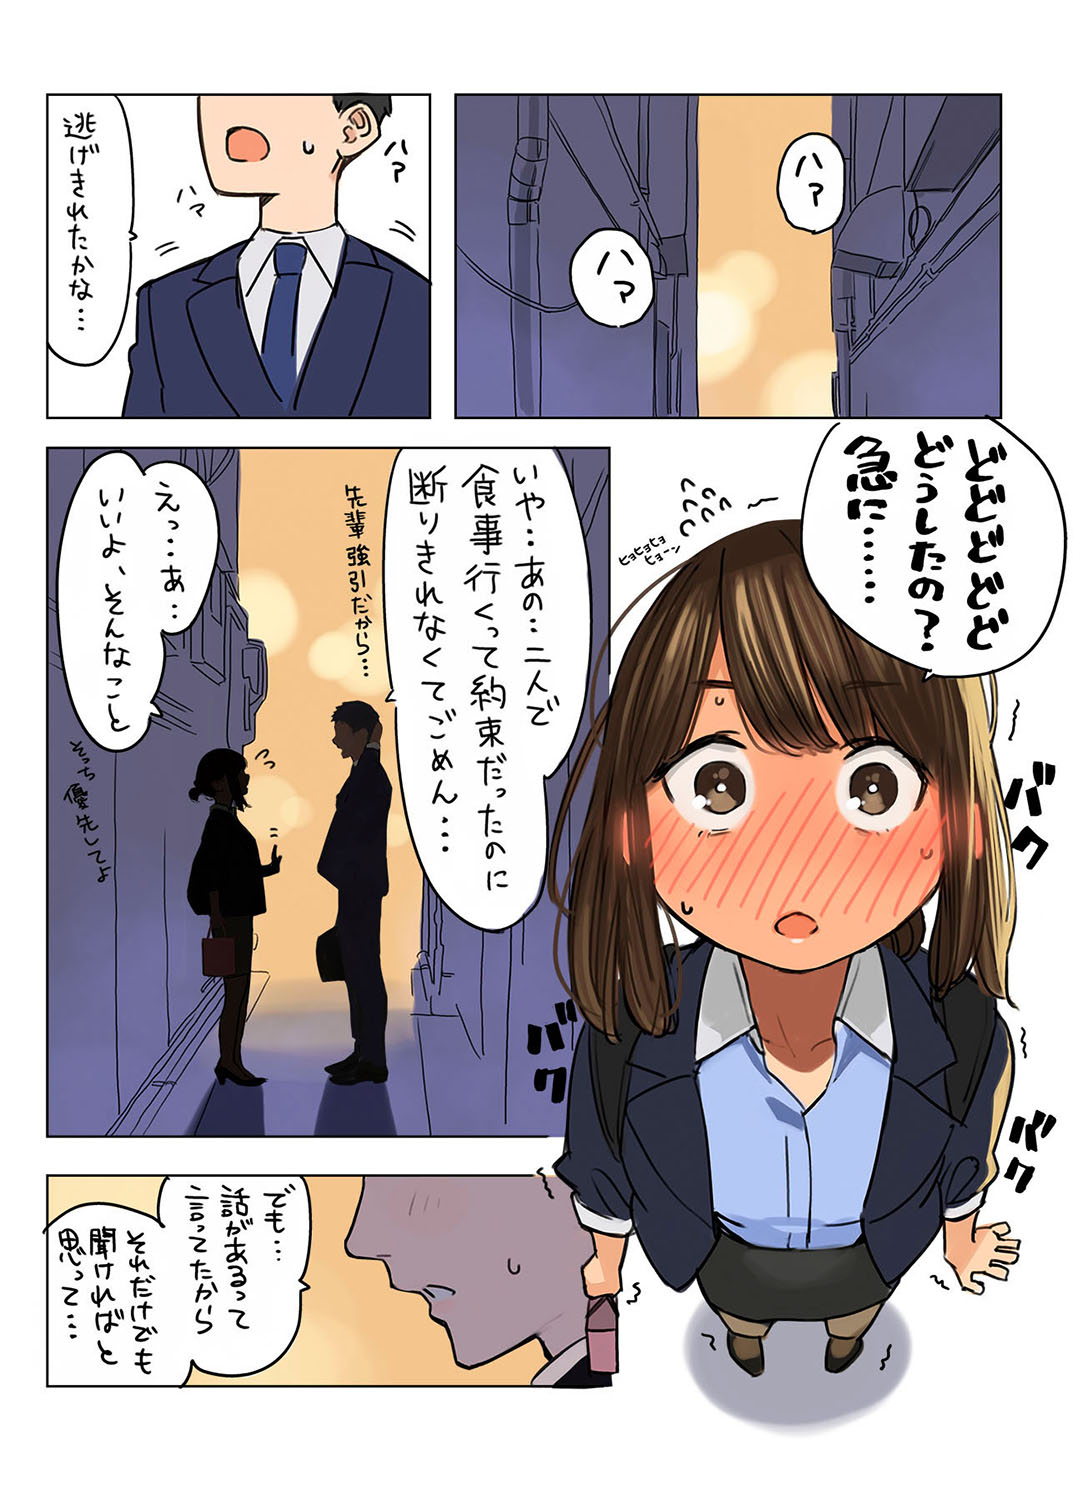 ハァ
ハァ
ハァ
ハァ
逃げきれたかな…
どどどどど
どうしたの？
急に……
ヒョヒョヒョ
ヒョーン
バク
バク
バク
いや‥あの‥二人で
食事行くって約束だったのに
断りきれなくてごめん…
先輩強引だから…
えっ…あ‥
いいよ、そんなこと
そっち
優先してよ
でも…
話があるって
言ってたから
それだけでも
聞ければと
思って…